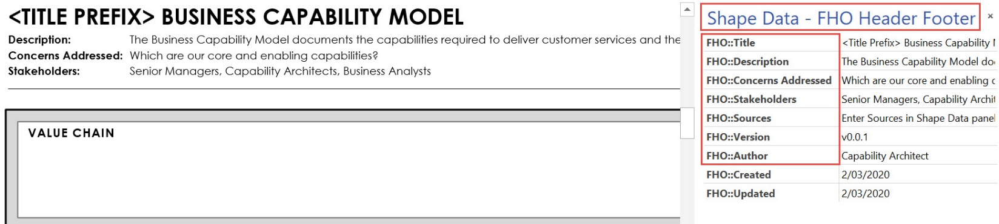 <TITLE PREFIX> BUSINESS CAPABILITY MODEL
Description: The Business Capability Model documents the capabilities required to deliver customer services and the
Concerns Addressed: Which are our core and enabling capabilities?
Stakeholders: Senior Managers, Capability Architects, Business Analysts
VALUE CHAIN
Shape Data - FHO Header Footer
FHO::Title <Title Prefix> Business Capability
FHO::Description The Business Capability Model do
FHO::Concerns Addressed Which are our core and enabling
FHO::Stakeholders Senior Managers, Capability Archit
FHO::Sources Enter Sources in Shape Data panel
FHO::Version v0.0.1
FHO::Author Capability Architect
FHO::Created 2/03/2020
FHO::Updated 2/03/2020